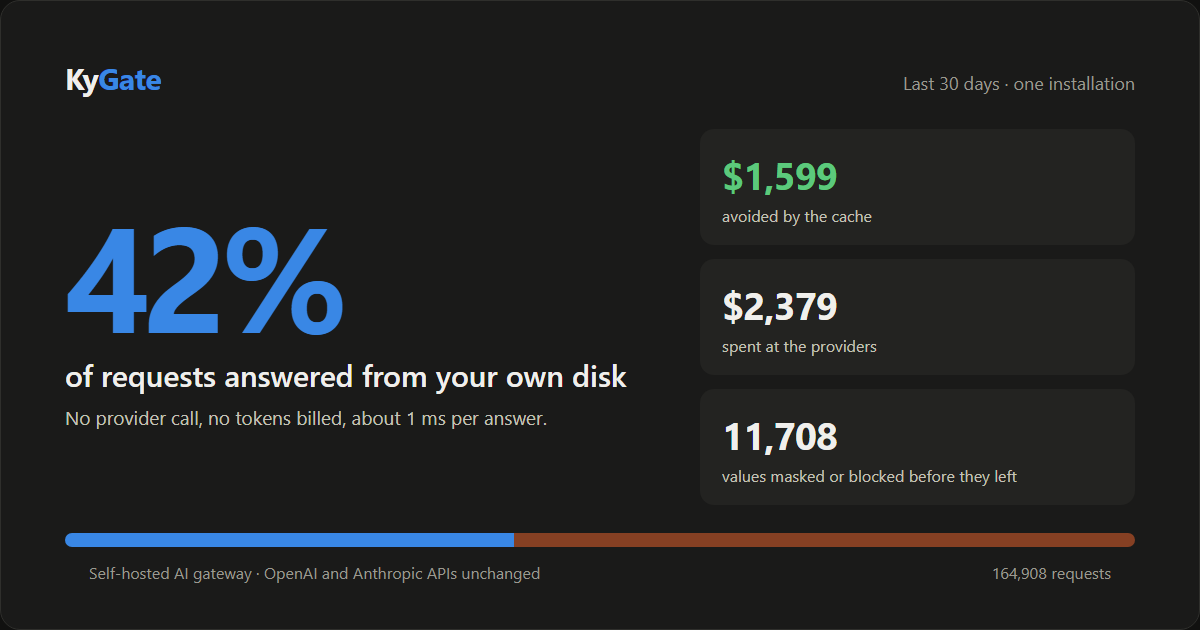 KyGate
Last 30 days · one installation
42%
of requests answered from your own disk
No provider call, no tokens billed, about 1 ms per answer.
$1,599
avoided by the cache
$2,379
spent at the providers
11,708
values masked or blocked before they left
Self-hosted AI gateway · OpenAI and Anthropic APIs unchanged
164,908 requests